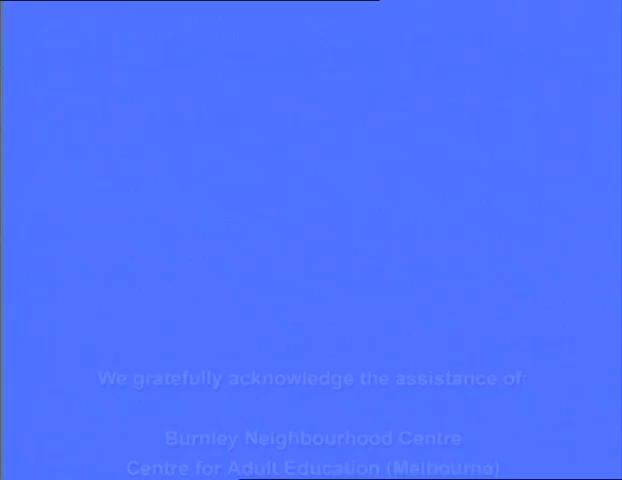 We gratefully acknowledge the assistance of:
Burnley Neighbourhood Centre
Centre for Adult Education (Melbourne)